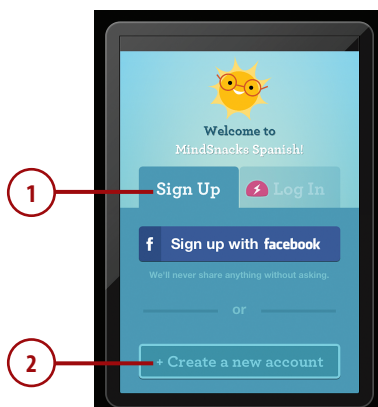 Welcome to
MindSnacks Spanish!
1
Sign Up
Log In
f Sign up with facebook
We'll never share anything without asking.
or
2
+ Create a new account